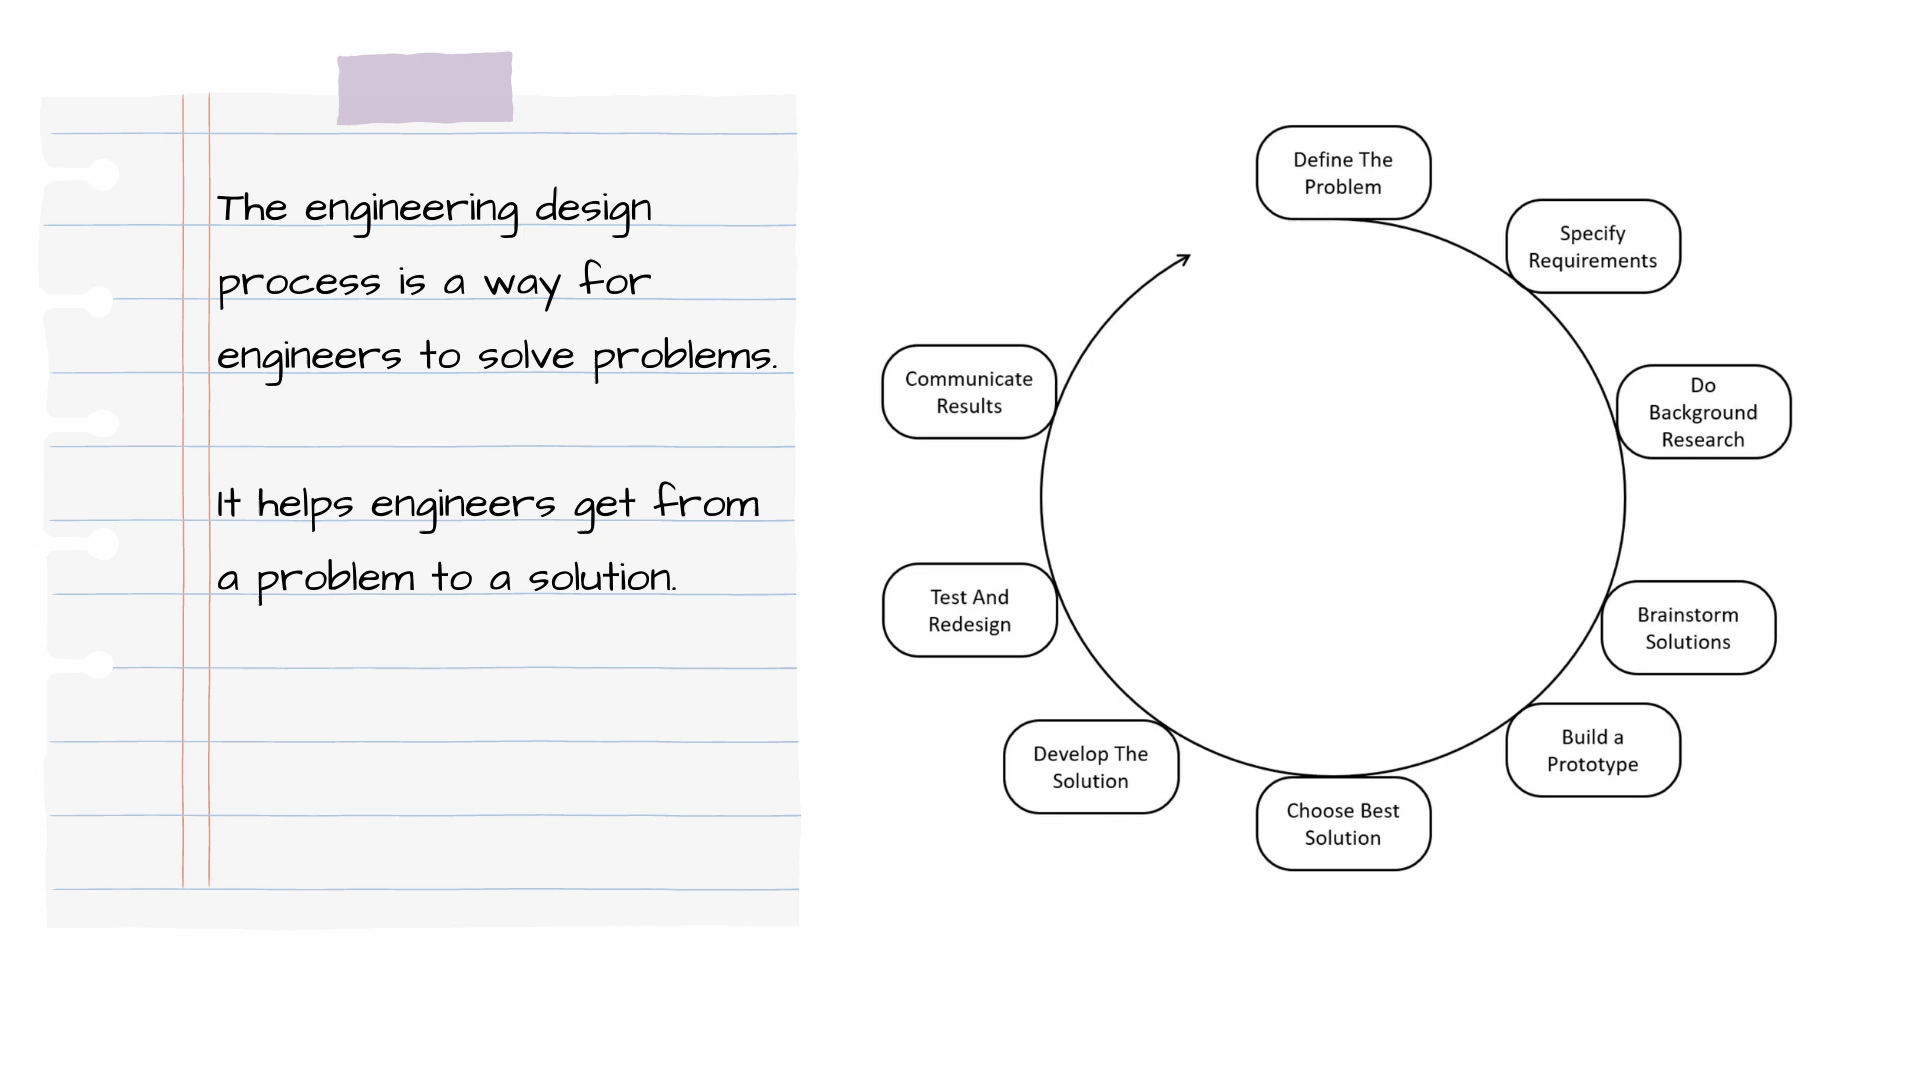 The engineering design
process is a way for
engineers to solve problems.
It helps engineers get from
a problem to a solution.
Define The
Problem
Specify
Requirements
Do
Background
Research
Brainstorm
Solutions
Build a
Prototype
Choose Best
Solution
Develop The
Solution
Test And
Redesign
Communicate
Results